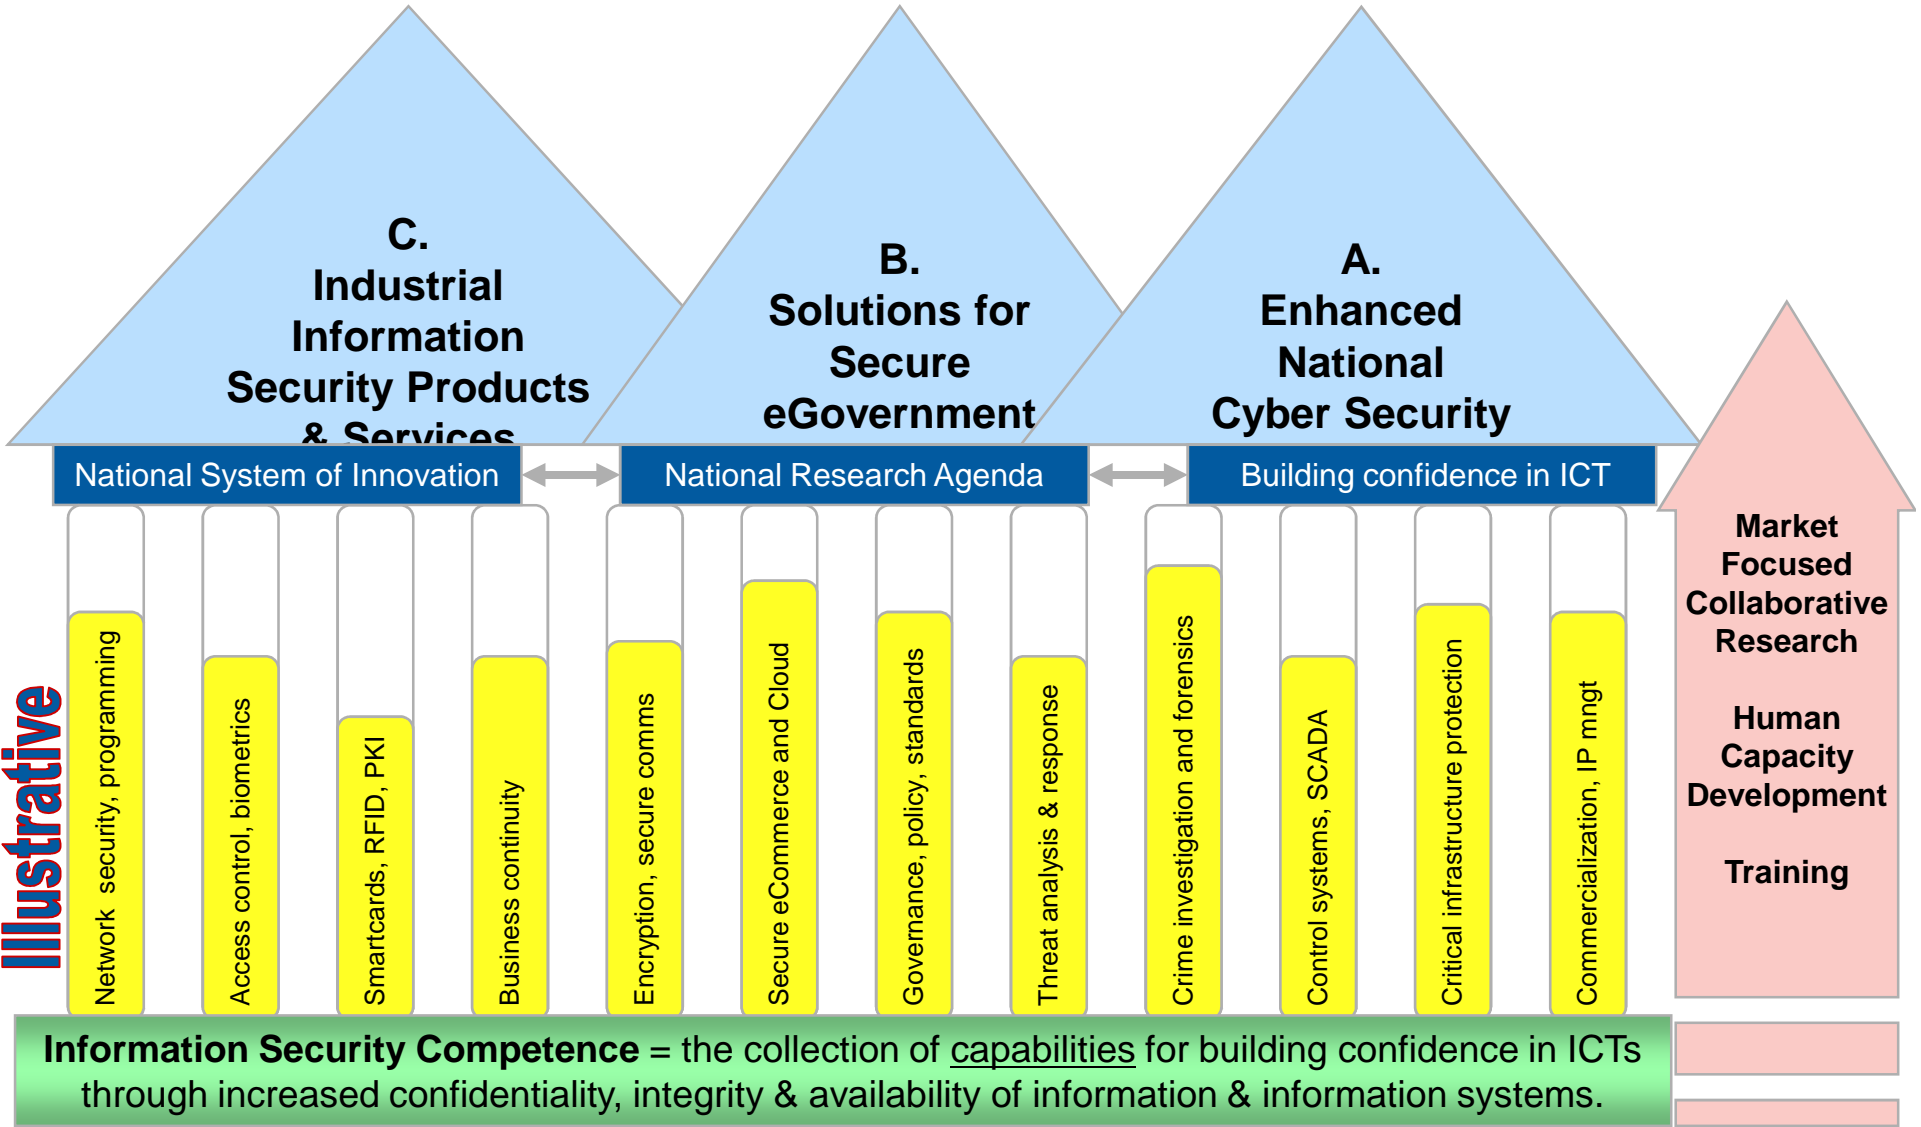 C.
Industrial
Information
Security Products
& Services
B.
Solutions for
Secure
eGovernment
A.
Enhanced
National
Cyber Security
National System of Innovation
National Research Agenda
Building confidence in ICT
Illustrative
Network  security, programming
Access control, biometrics
Smartcards, RFID, PKI
Business continuity
Encryption, secure comms
Secure eCommerce and Cloud
Governance, policy, standards
Threat analysis & response
Crime investigation and forensics
Control systems, SCADA
Critical infrastructure protection
Commercialization, IP mngt
Market
Focused
Collaborative
Research
Human
Capacity
Development
Training
Information Security Competence = the collection of capabilities for building confidence in ICTs
through increased confidentiality, integrity & availability of information & information systems.